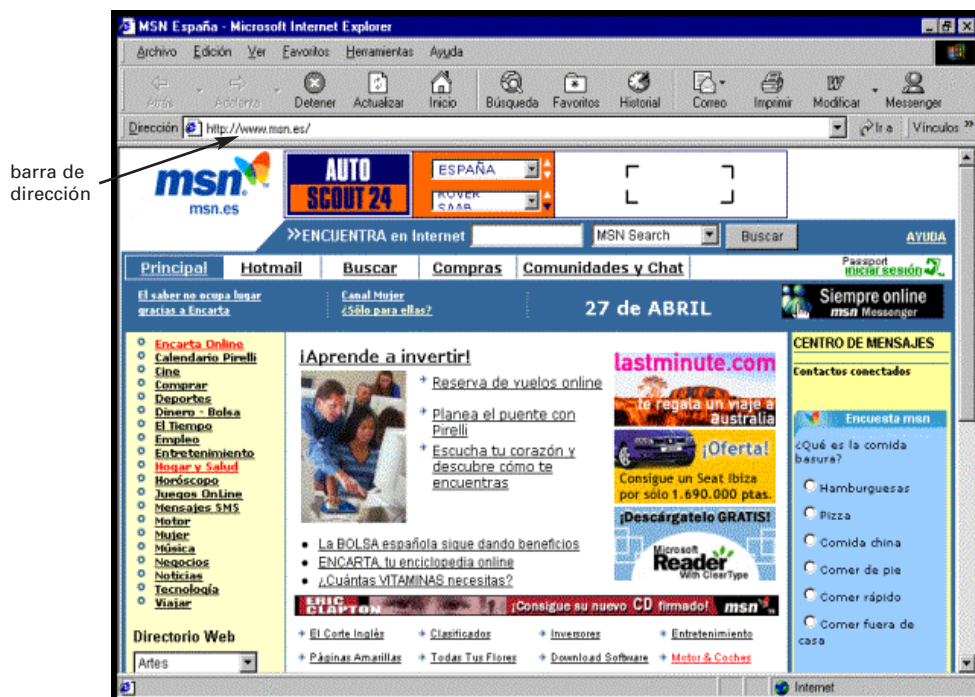 MSN España - Microsoft Internet Explorer
Archivo Edición Ver Favoritos Herramientas Ayuda
Atrás Adelante Detener Actualizar Inicio Búsqueda Favoritos Historial Correo Imprimir Modificar Messenger
Dirección http://www.msn.es/ Ir a Vínculos »
barra de
dirección
msn
msn.es
AUTO
SCOUT 24
ESPAÑA
ROVER
SAAB
»ENCUENTRA en Internet MSN Search Buscar AYUDA
Principal Hotmail Buscar Compras Comunidades y Chat
Passport
iniciar sesión
El saber no ocupa lugar
gracias a Encarta
Canal Mujer
¿Sólo para ellas?
27 de ABRIL
Siempre online
msn Messenger
Encarta Online
Calendario Pirelli
Cine
Comprar
Deportes
Dinero - Bolsa
El Tiempo
Empleo
Entretenimiento
Hogar y Salud
Horóscopo
Juegos OnLine
Mensajes SMS
Motor
Mujer
Música
Negocios
Noticias
Tecnología
Viajar
Directorio Web
Artes
¡Aprende a invertir!
Reserva de vuelos online
Planea el puente con
Pirelli
Escucha tu corazón y
descubre cómo te
encuentras
La BOLSA española sigue dando beneficios
ENCARTA, tu enciclopedia online
¿Cuántas VITAMINAS necesitas?
lastminute.com
te regala un viaje a
australia
¡Oferta!
Consigue un Seat Ibiza
por sólo 1.690.000 ptas.
¡Descárgatelo GRATIS!
Microsoft
Reader
With ClearType
ERIC
CLAPTON
¡Consigue su nuevo CD firmado! msn
El Corte Inglés Clasificados Inversores Entretenimiento
Páginas Amarillas Todas Tus Flores Download Software Motor & Coches
CENTRO DE MENSAJES
Contactos conectados
Encuesta msn
¿Qué es la comida
basura?
Hamburguesas
Pizza
Comida china
Comer de pie
Comer rápido
Comer fuera de
casa
Internet